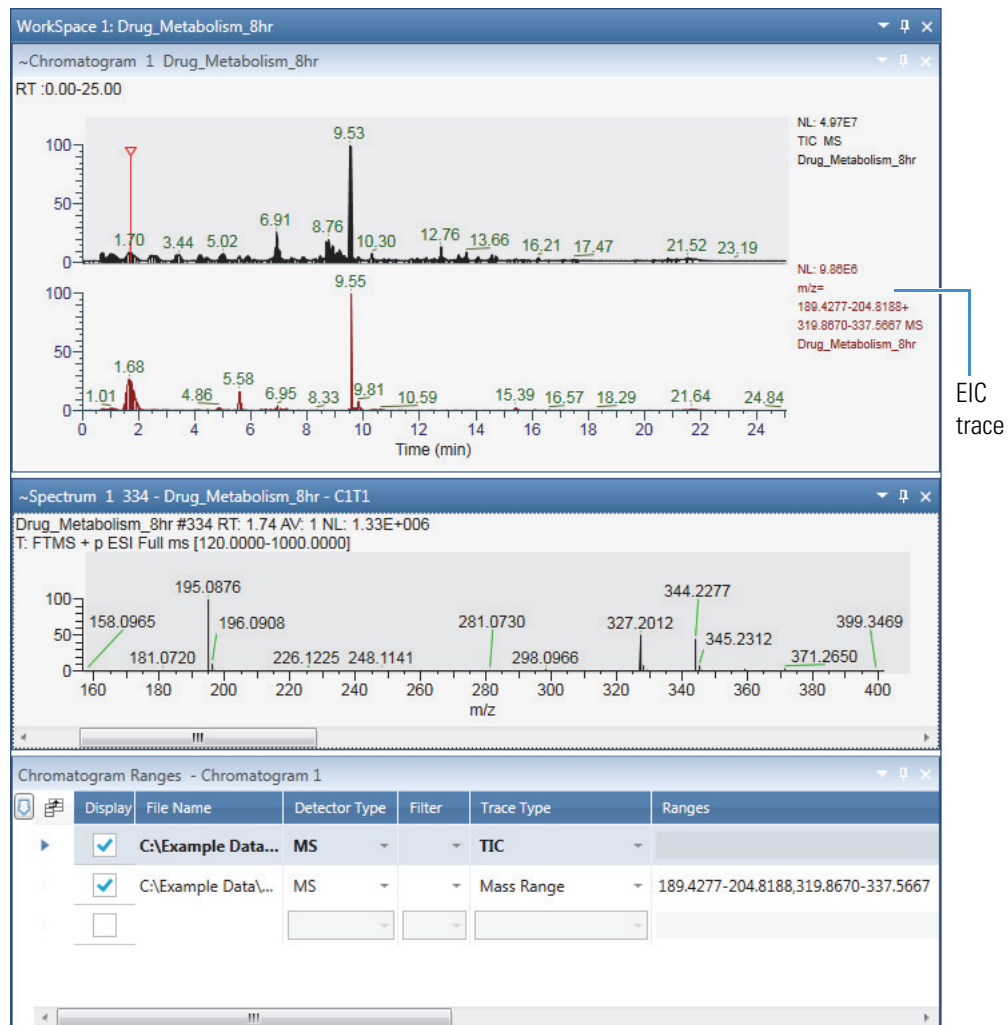 WorkSpace 1: Drug_Metabolism_8hr
~Chromatogram 1 Drug_Metabolism_8hr
RT :0.00-25.00
NL: 4.97E7
TIC MS
Drug_Metabolism_8hr
9.53
100
50
0
1.70 3.44 5.02 6.91 8.76 10.30 12.76 13.66 16.21 17.47 21.52 23.19
NL: 9.86E6
m/z=
189.4277-204.8188+
319.8670-337.5667 MS
Drug_Metabolism_8hr
EIC
trace
9.55
100
50
0
1.01 1.68 4.86 5.58 6.95 8.33 9.81 10.59 15.39 16.57 18.29 21.64 24.84
0 2 4 6 8 10 12 14 16 18 20 22 24
Time (min)
~Spectrum 1 334 - Drug_Metabolism_8hr - C1T1
Drug_Metabolism_8hr #334 RT: 1.74 AV: 1 NL: 1.33E+006
T: FTMS + p ESI Full ms [120.0000-1000.0000]
195.0876 344.2277
100
158.0965 196.0908 281.0730 327.2012 399.3469
50
345.2312
181.0720 226.1225 248.1141 298.0966 371.2650
0
160 180 200 220 240 260 280 300 320 340 360 380 400
m/z
Chromatogram Ranges - Chromatogram 1
Display File Name Detector Type Filter Trace Type Ranges
C:\Example Data... MS TIC
C:\Example Data\... MS Mass Range 189.4277-204.8188,319.8670-337.5667